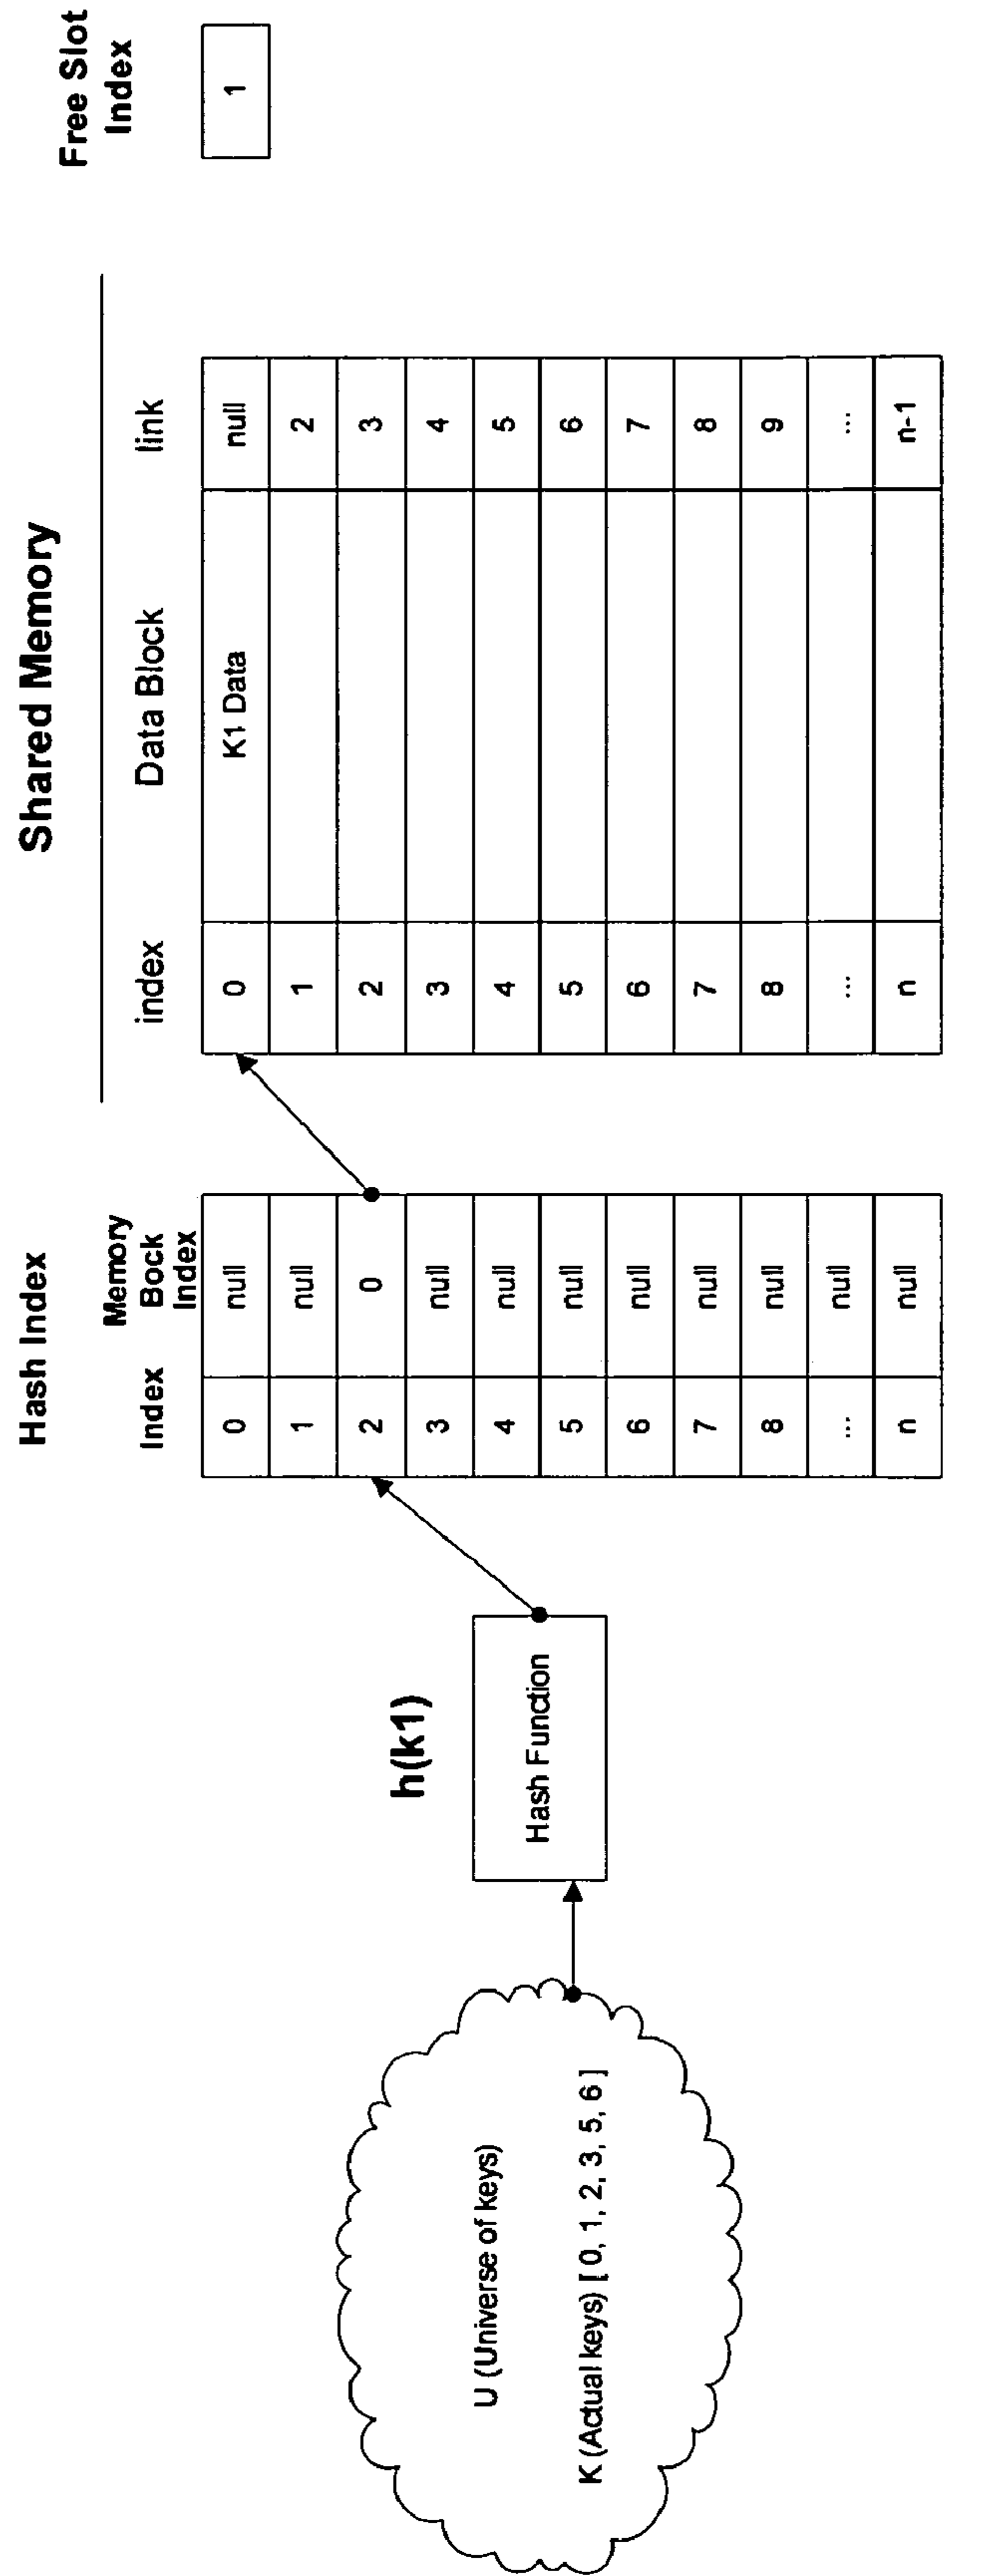 Hash Index
Shared Memory
Free Slot
Index
Index
Memory
Bock
Index
index
Data Block
link
1
h(k1)
Hash Function
U (Universe of keys)
K (Actual keys) [ 0, 1, 2, 3, 5, 6 ]
0 null
1 null
2 0
3 null
4 null
5 null
6 null
7 null
8 null
... null
n null
0 K1 Data null
1 2
2 3
3 4
4 5
5 6
6 7
7 8
8 9
... ...
n n-1